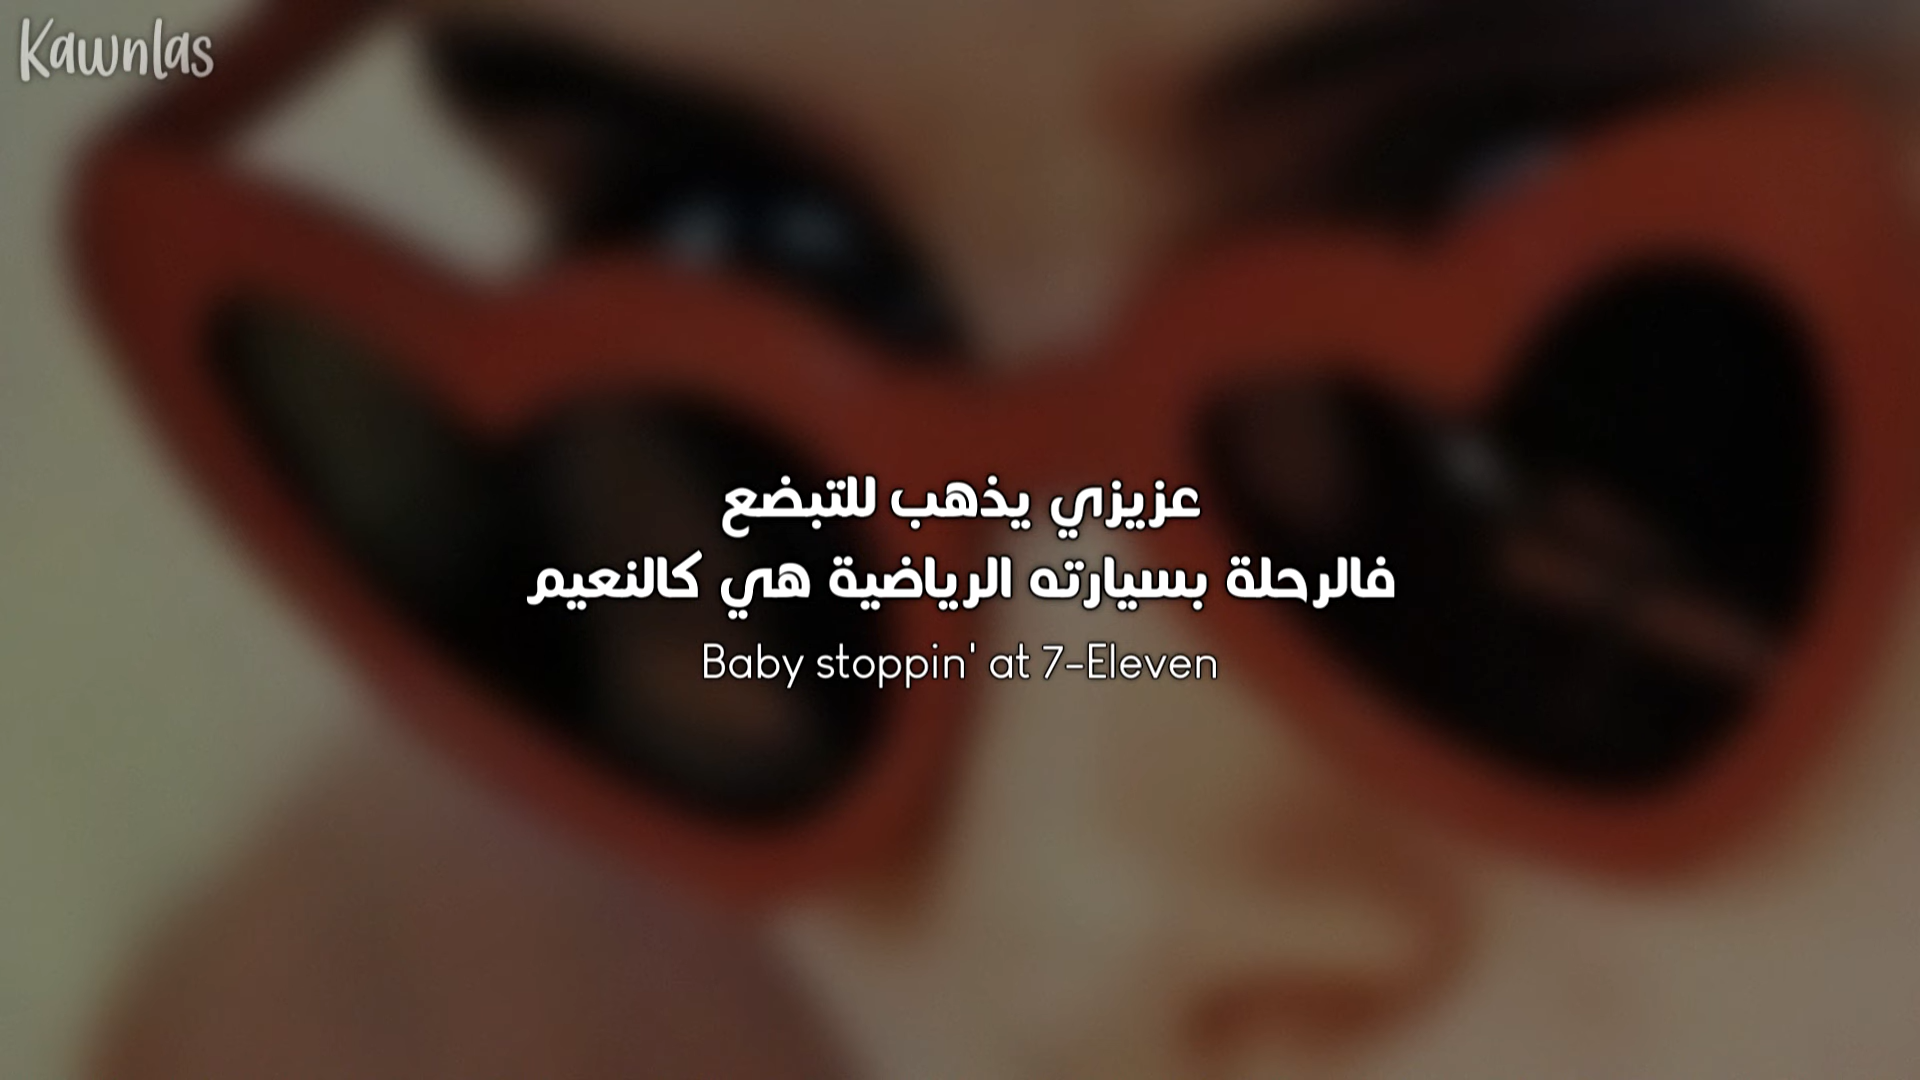 Kawnlas
عزيزي يذهب للتبضع
فالرحلة بسيارته الرياضية هي كالنعيم
Baby stoppin' at 7-Eleven